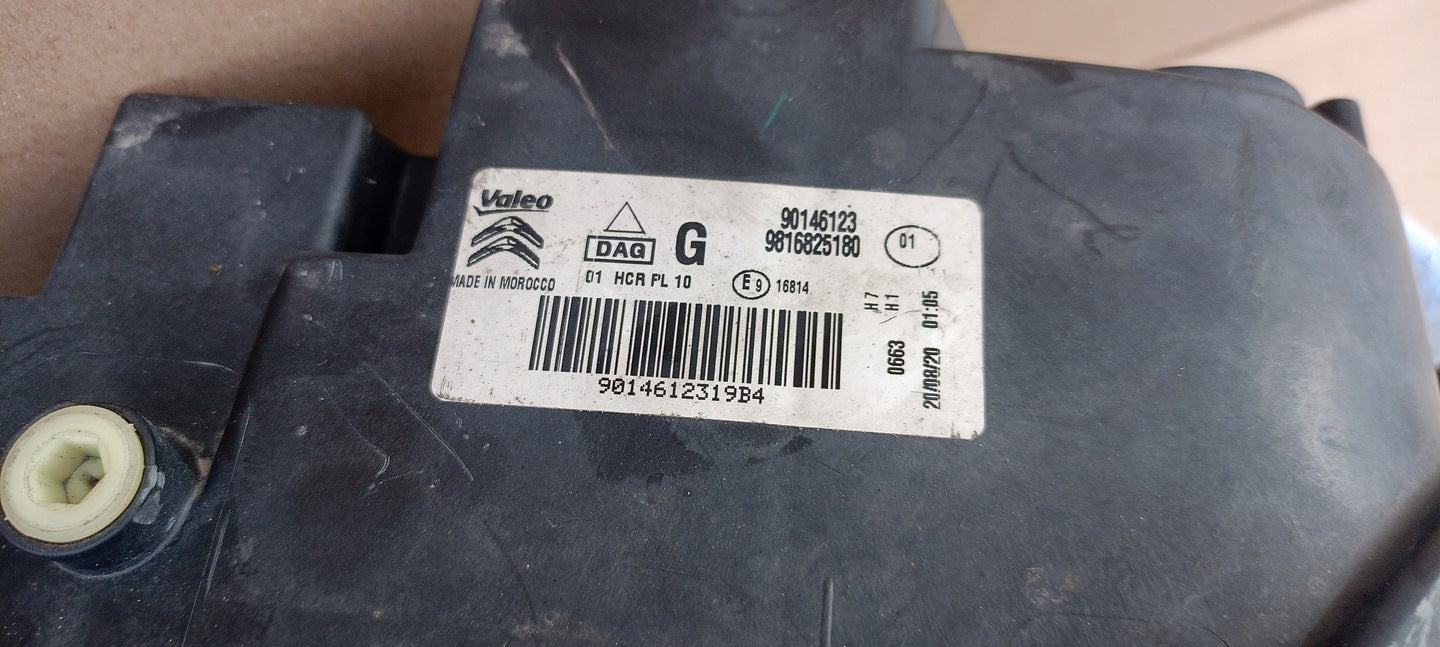 Valeo
MADE IN MOROCCO
DAG
G
01 HCR PL 10
90146123
9816825180
01
E9 16814
H7
H1
0663
20/08/20 01:05
9014612319B4